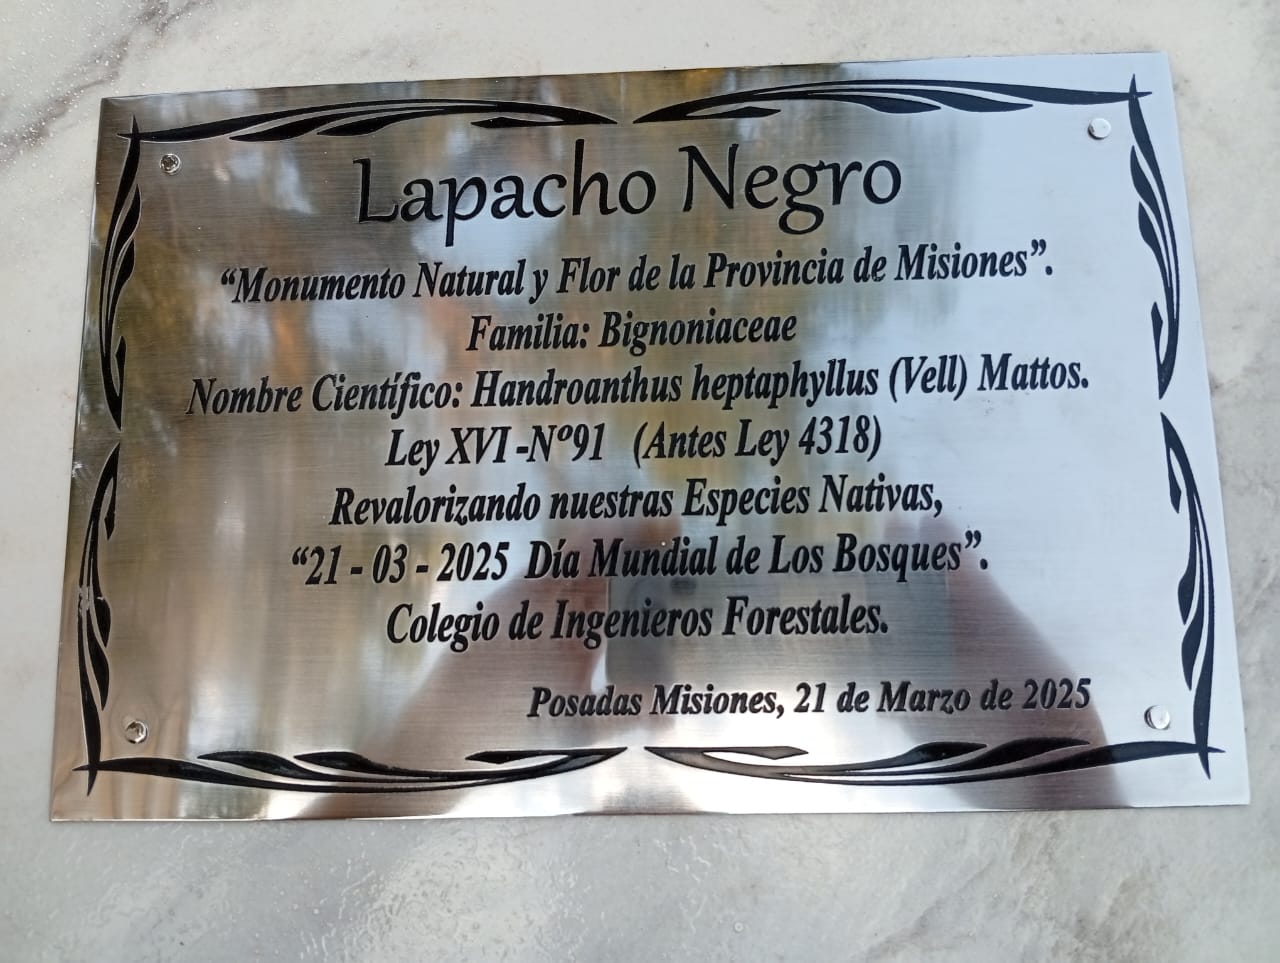 Lapacho Negro
“Monumento Natural y Flor de la Provincia de Misiones”.
Familia: Bignoniaceae
Nombre Científico: Handroanthus heptaphyllus (Vell) Mattos.
Ley XVI -Nº91 (Antes Ley 4318)
Revalorizando nuestras Especies Nativas,
“21 - 03 - 2025 Día Mundial de Los Bosques”.
Colegio de Ingenieros Forestales.
Posadas Misiones, 21 de Marzo de 2025